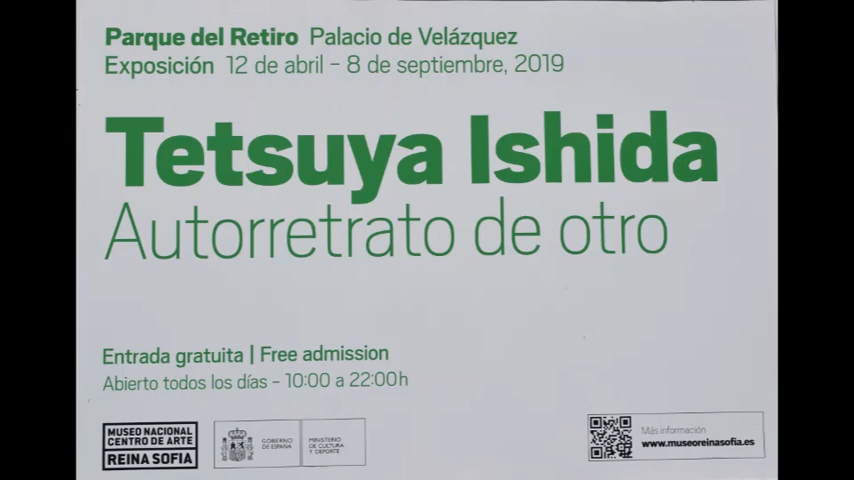 Parque del Retiro Palacio de Velázquez
Exposición 12 de abril - 8 de septiembre, 2019
Tetsuya Ishida
Autorretrato de otro
Entrada gratuita | Free admission
Abierto todos los días - 10:00 a 22:00h
MUSEO NACIONAL
CENTRO DE ARTE
REINA SOFIA
GOBIERNO
DE ESPAÑA
MINISTERIO
DE CULTURA
Y DEPORTE
Más información
www.museoreinasofia.es